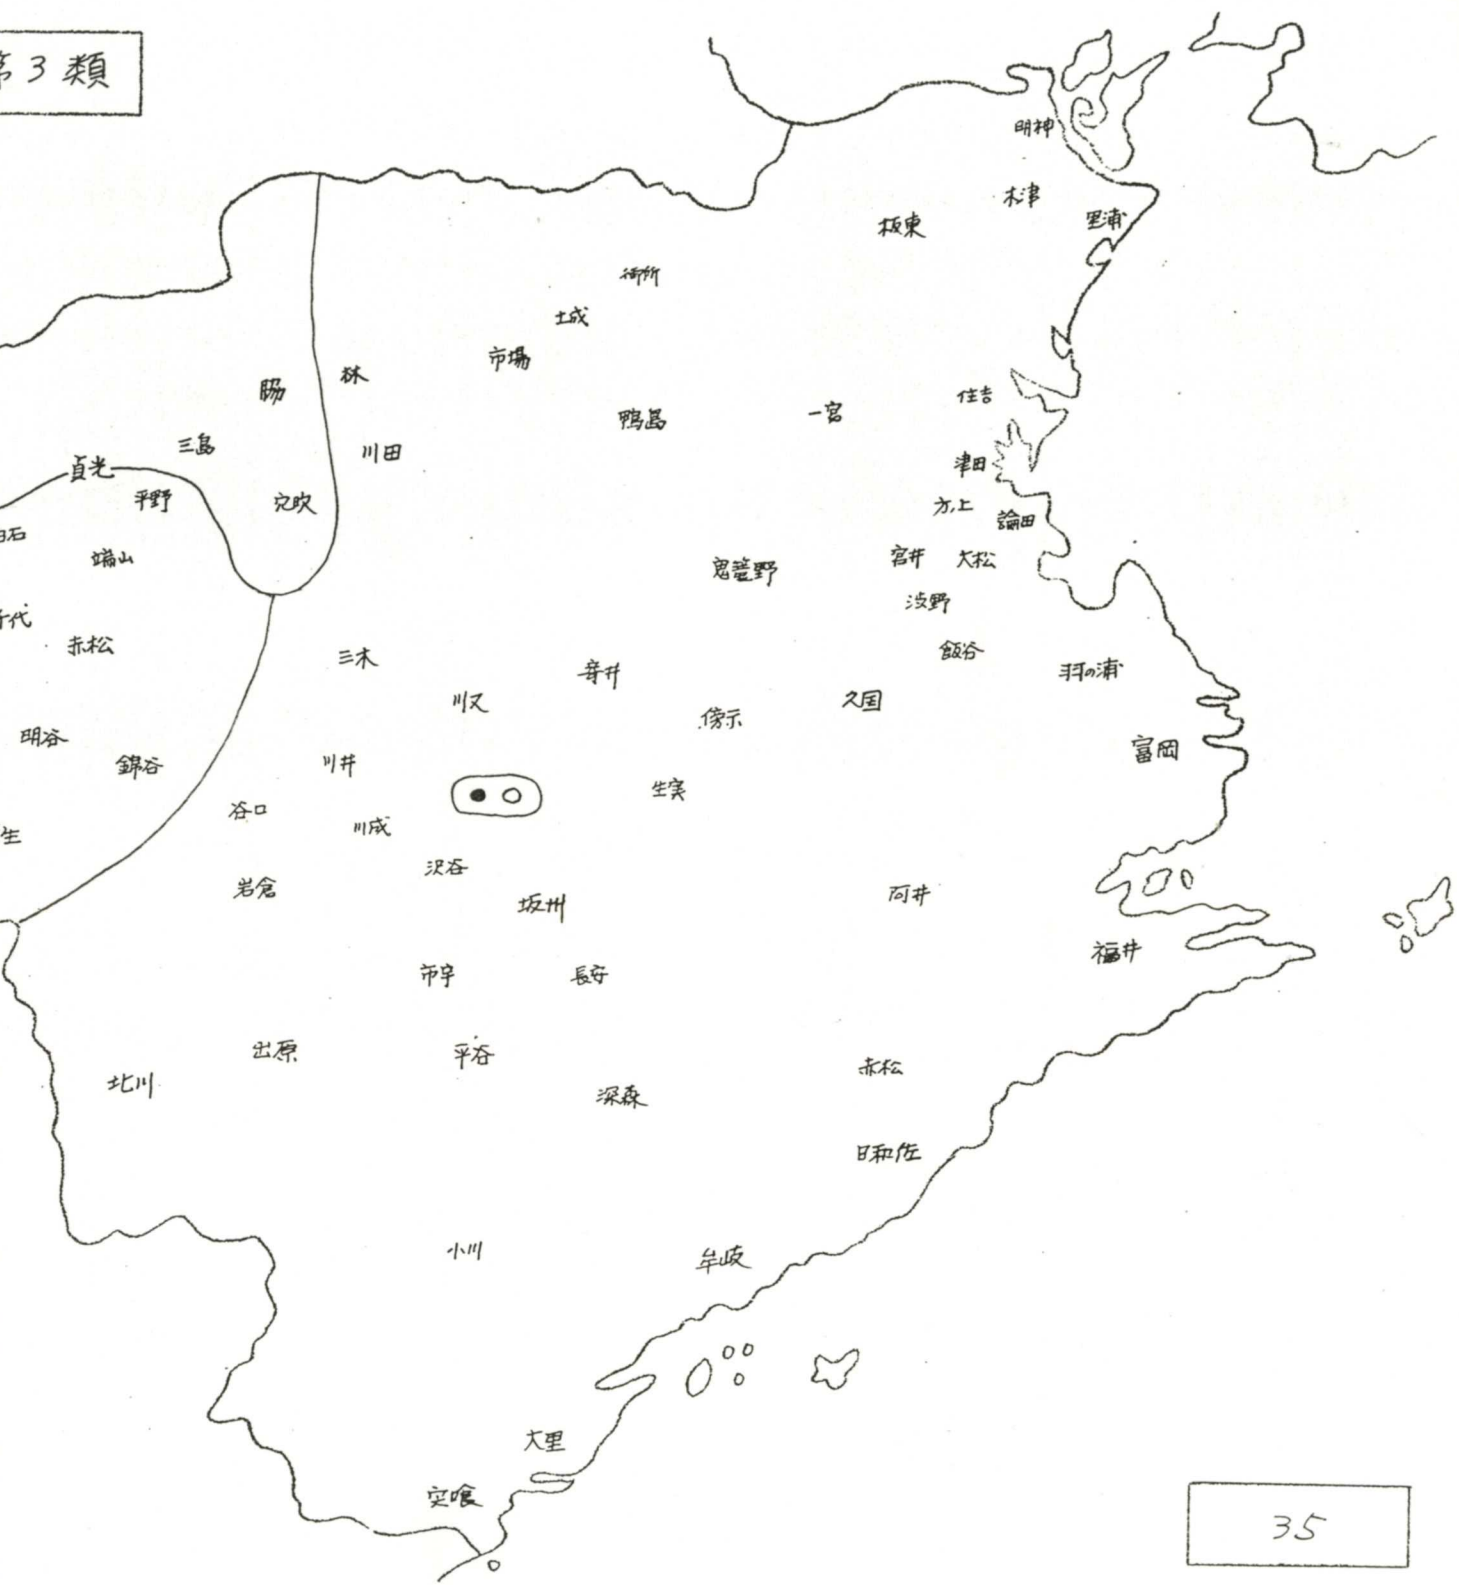 第3類
明神
木津
里浦
板東
御所
土成
市場
林
脇
鴨島
一宮
住吉
三島
川田
津田
貞光
平野
穴吹
方上
論田
端山
鬼籠野
宮井
大松
渋野
赤松
三木
飯谷
羽の浦
川又
傍示
久国
明谷
錦谷
川井
富岡
生実
谷口
川成
生
沢谷
岩倉
坂州
阿井
福井
市宇
長安
出原
平谷
北川
深森
赤松
日和佐
小川
牟岐
大里
宍喰
35